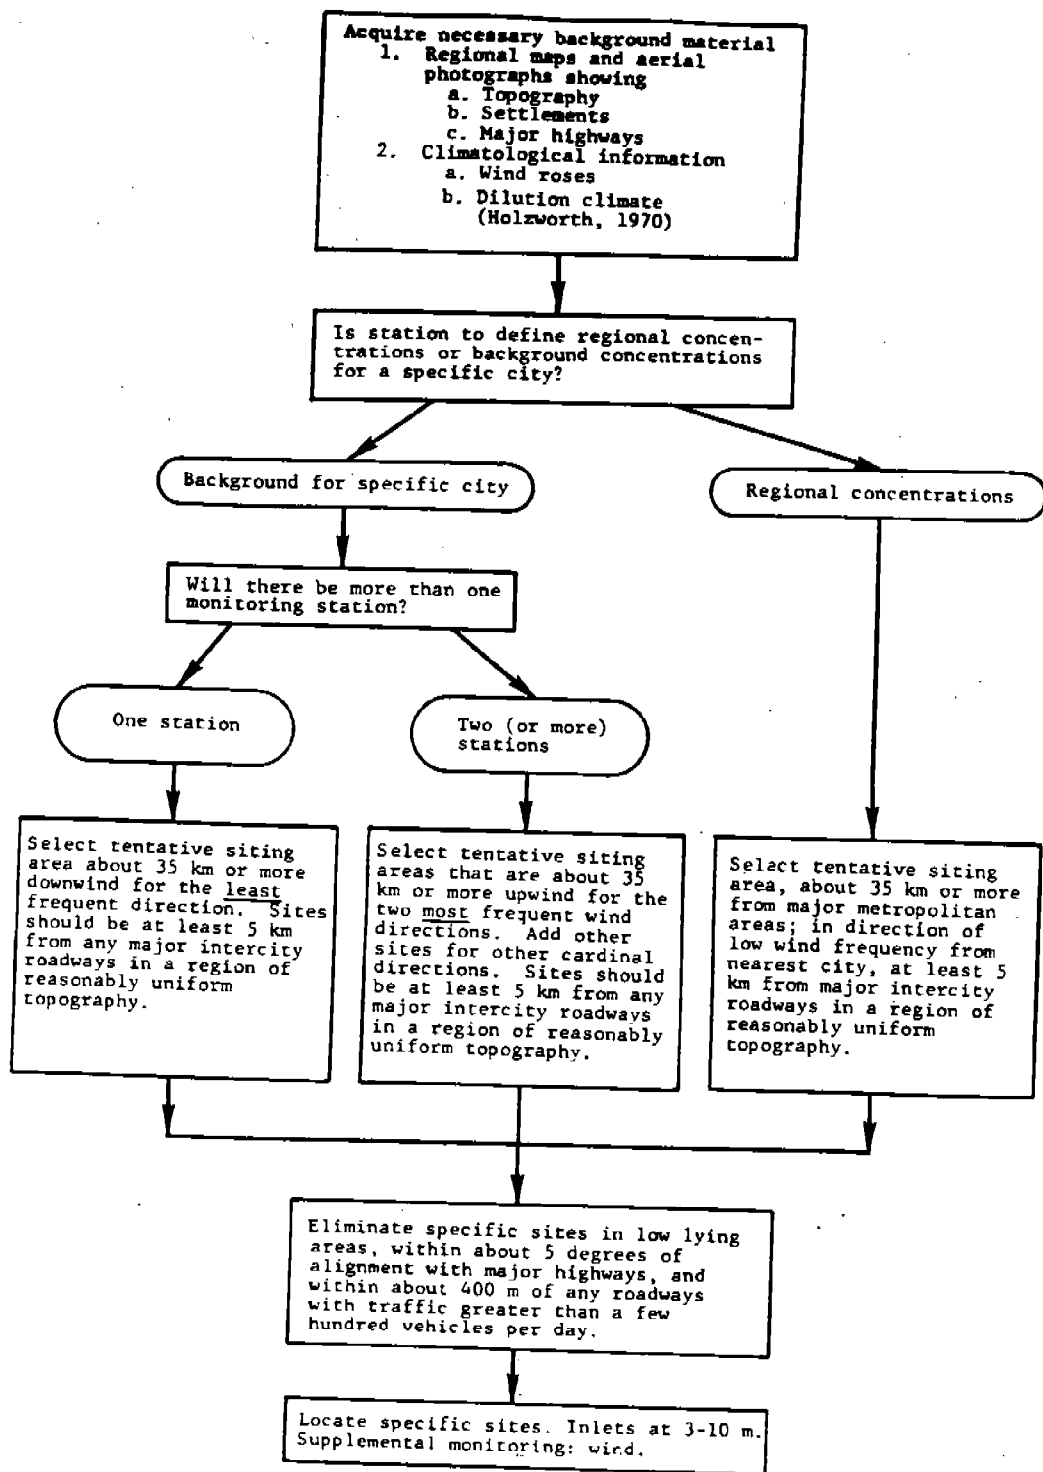 Acquire necessary background material
1. Regional maps and aerial
photographs showing
a. Topography
b. Settlements
c. Major highways
2. Climatological information
a. Wind roses
b. Dilution climate
(Holzworth, 1970)
Is station to define regional concen-
trations or background concentrations
for a specific city?
Background for specific city
Regional concentrations
Will there be more than one
monitoring station?
One station
Two (or more)
stations
Select tentative siting
area about 35 km or more
downwind for the least
frequent direction. Sites
should be at least 5 km
from any major intercity
roadways in a region of
reasonably uniform
topography.
Select tentative siting
areas that are about 35
km or more upwind for the
two most frequent wind
directions. Add other
sites for other cardinal
directions. Sites should
be at least 5 km from any
major intercity roadways
in a region of reasonably
uniform topography.
Select tentative siting
area, about 35 km or more
from major metropolitan
areas; in direction of
low wind frequency from
nearest city, at least 5
km from major intercity
roadways in a region of
reasonably uniform
topography.
Eliminate specific sites in low lying
areas, within about 5 degrees of
alignment with major highways, and
within about 400 m of any roadways
with traffic greater than a few
hundred vehicles per day.
Locate specific sites. Inlets at 3-10 m.
Supplemental monitoring: wind.